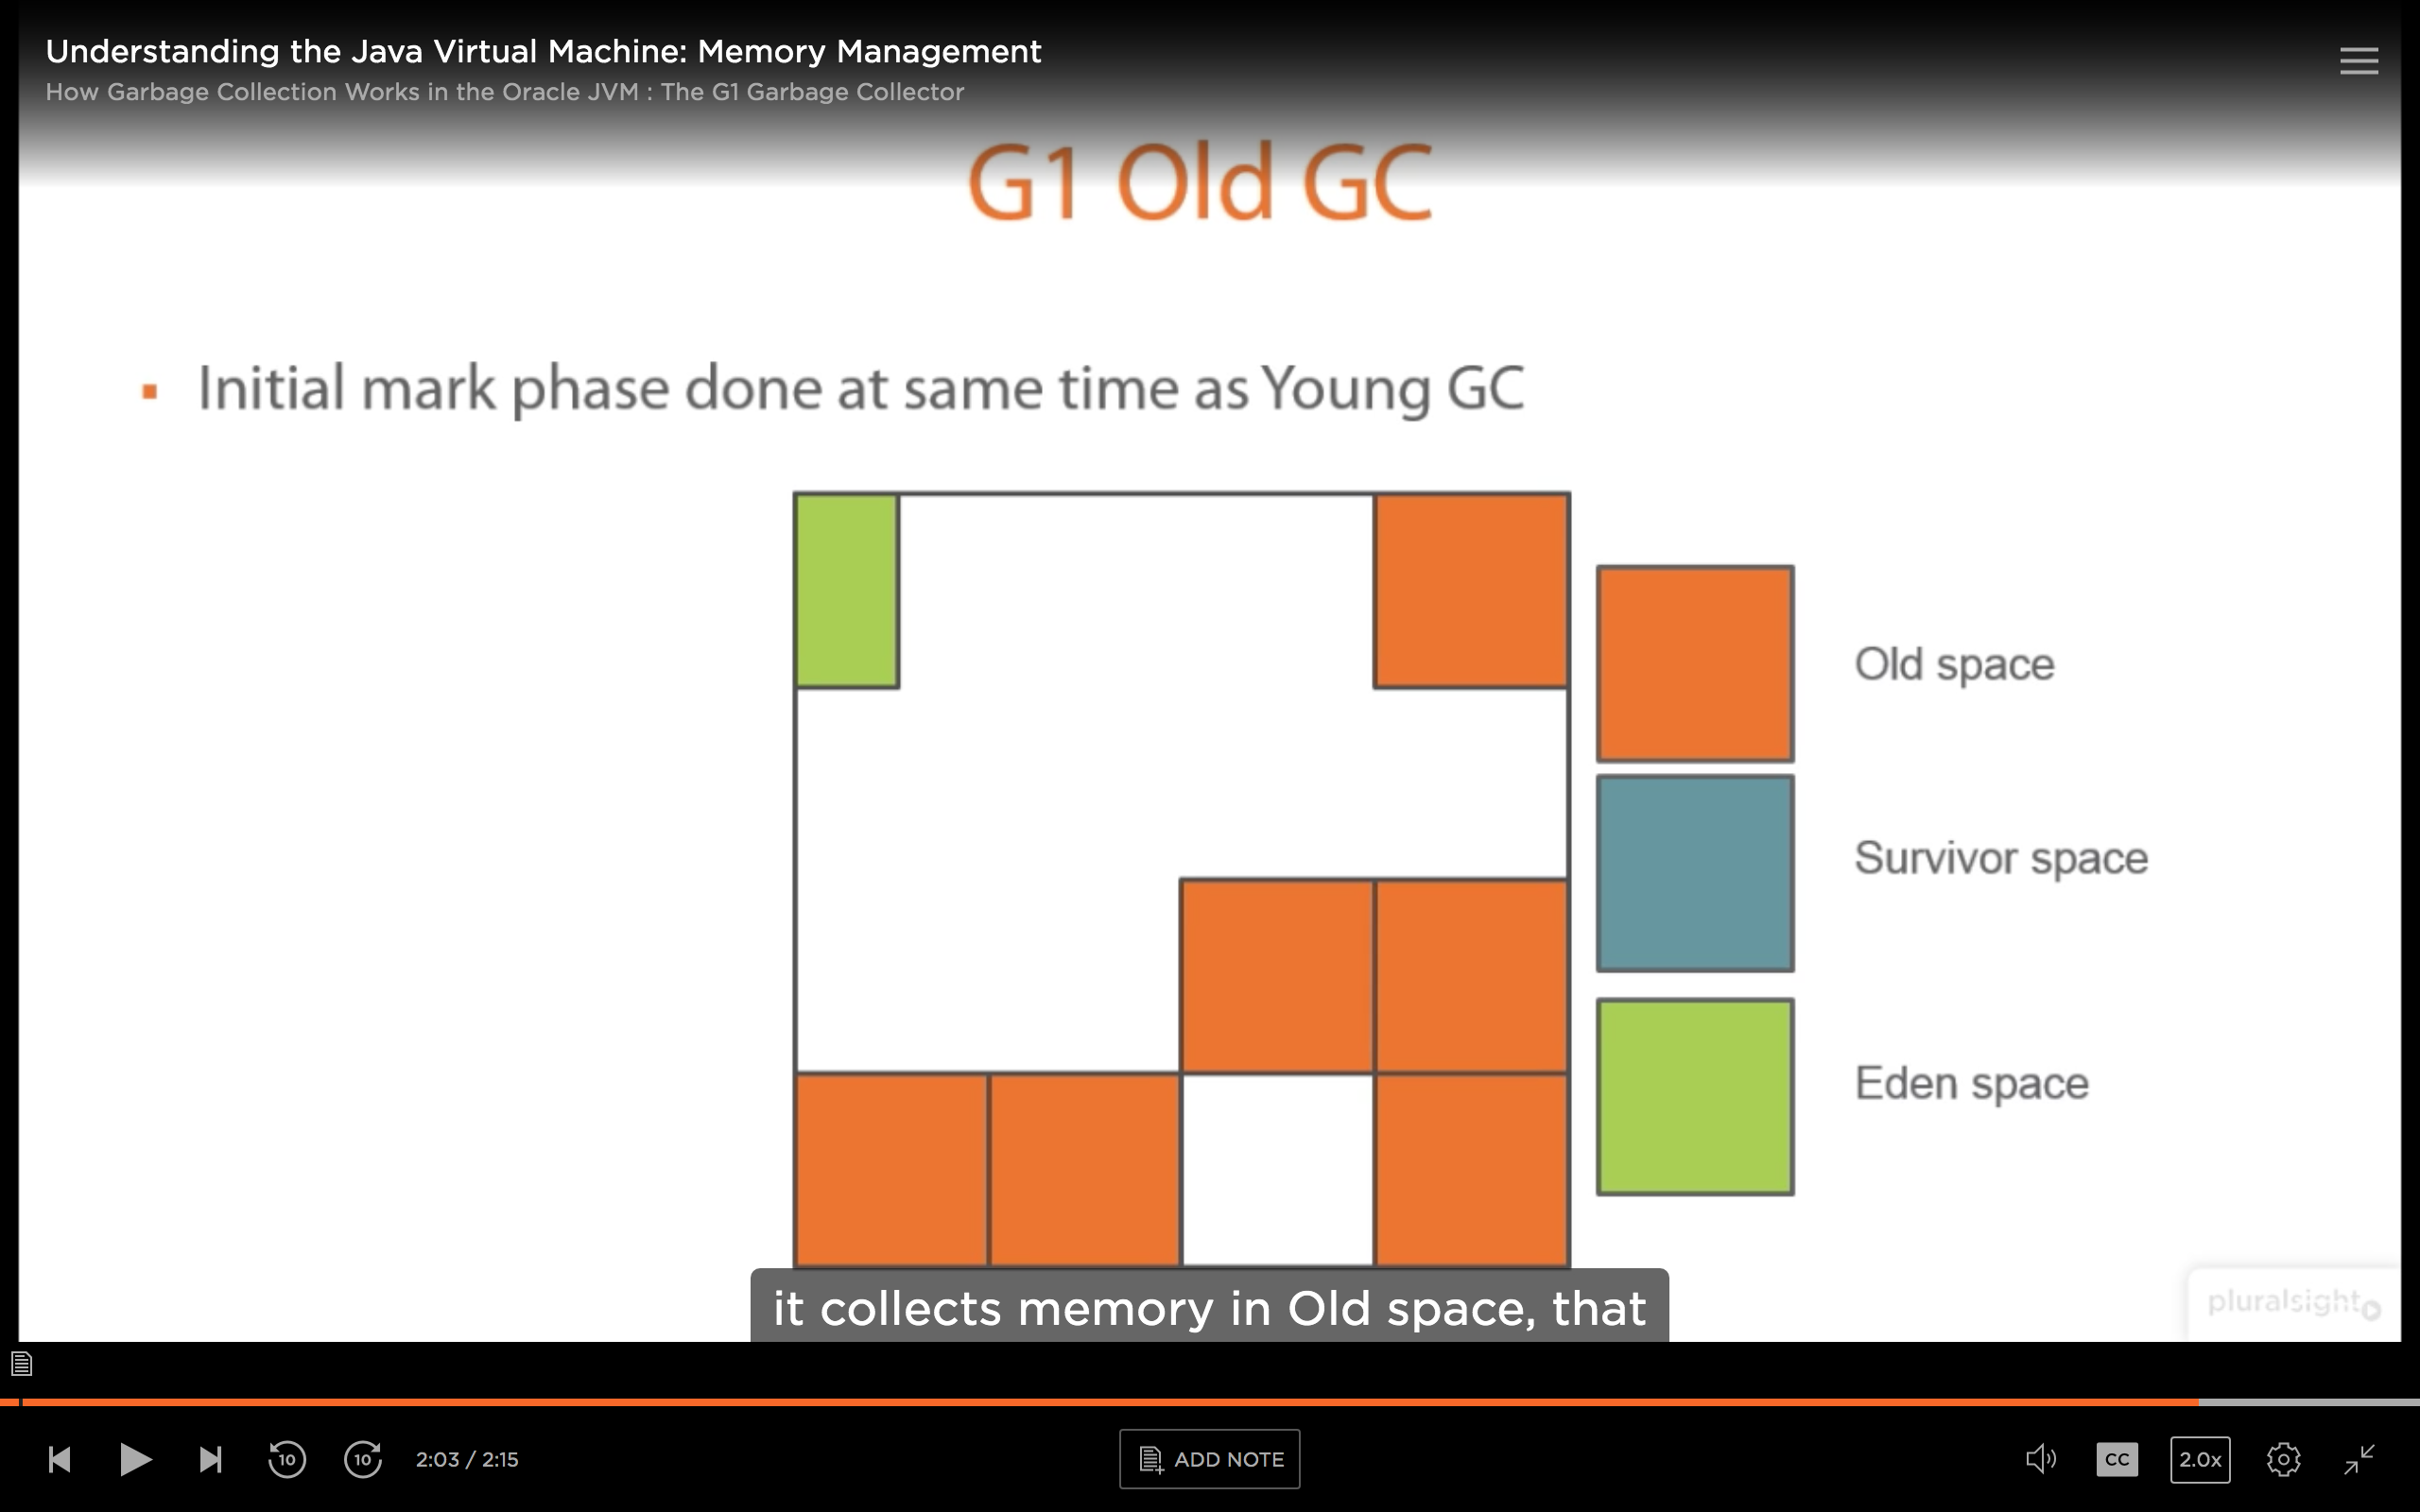 Understanding the Java Virtual Machine: Memory Management
How Garbage Collection Works in the Oracle JVM : The G1 Garbage Collector
G1 Old GC
Initial mark phase done at same time as Young GC
Old space
Survivor space
Eden space
it collects memory in Old space, that
pluralsight
10
10
2:03 / 2:15
ADD NOTE
CC
2.0x